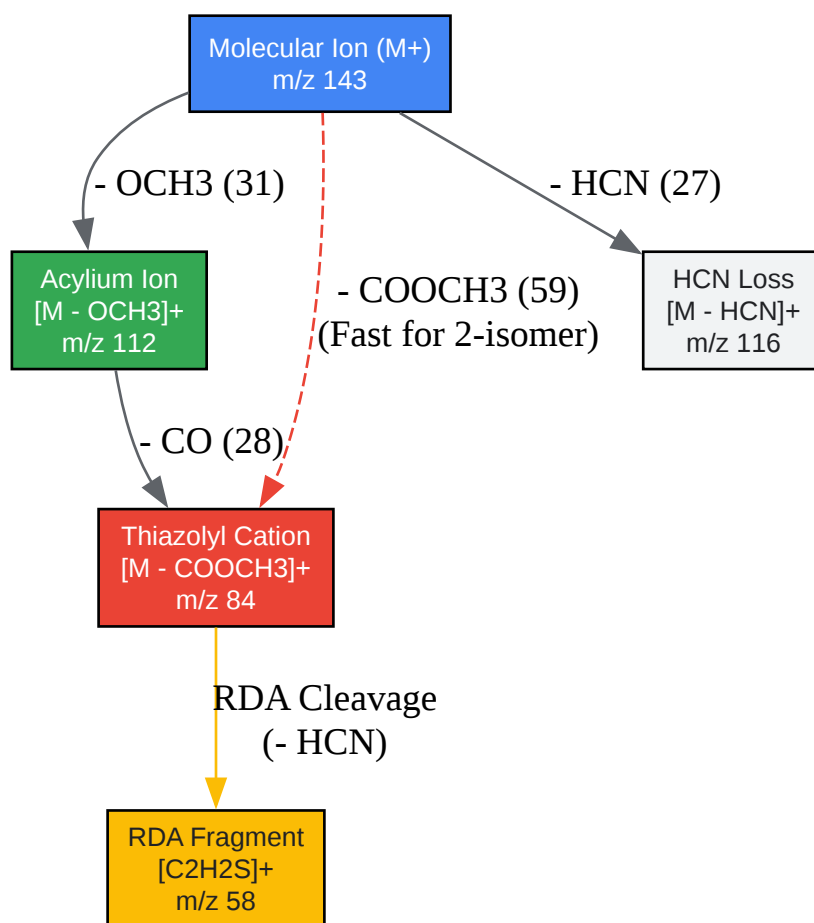 Molecular Ion (M+)
m/z 143
- OCH3 (31)
- HCN (27)
- COOCH3 (59)
(Fast for 2-isomer)
Acylium Ion
[M - OCH3]+
m/z 112
HCN Loss
[M - HCN]+
m/z 116
- CO (28)
Thiazolyl Cation
[M - COOCH3]+
m/z 84
RDA Cleavage
(- HCN)
RDA Fragment
[C2H2S]+
m/z 58